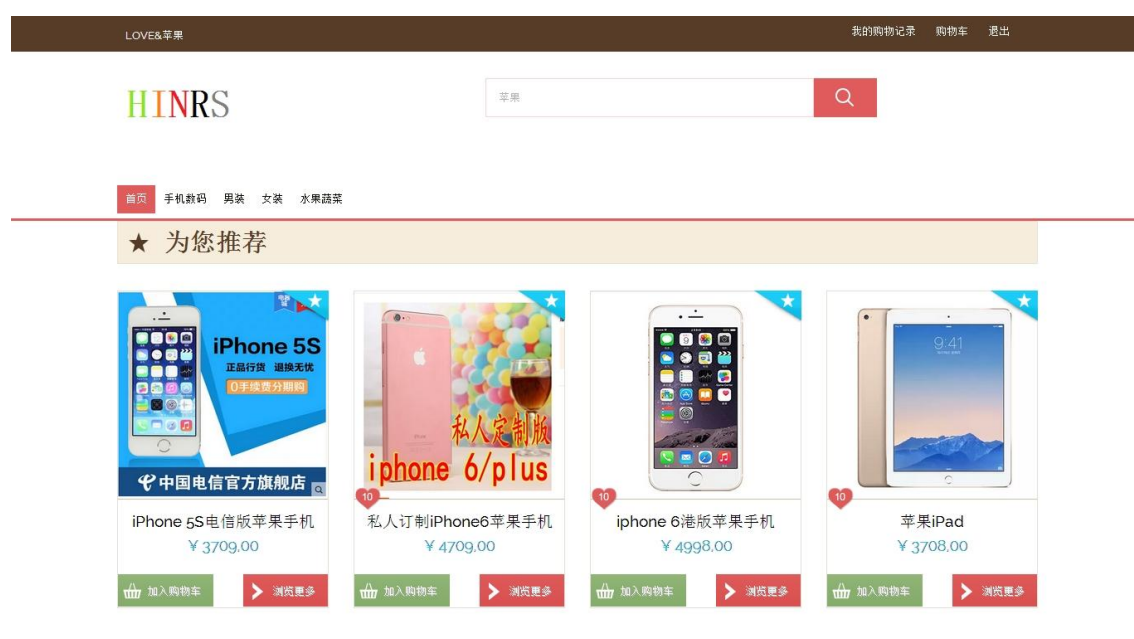 LOVE&苹果
我的购物记录 购物车 退出
HINRS
苹果
首页 手机数码 男装 女装 水果蔬菜
★ 为您推荐
iPhone 5S
正品行货 退换无忧
0手续费分期购
中国电信官方旗舰店
私人定制版
iphone 6/plus
9:41
10
10
10
iPhone 5S电信版苹果手机
私人订制iPhone6苹果手机
iphone 6港版苹果手机
苹果iPad
¥ 3709.00
¥ 4709.00
¥ 4998.00
¥ 3708.00
加入购物车 浏览更多
加入购物车 浏览更多
加入购物车 浏览更多
加入购物车 浏览更多